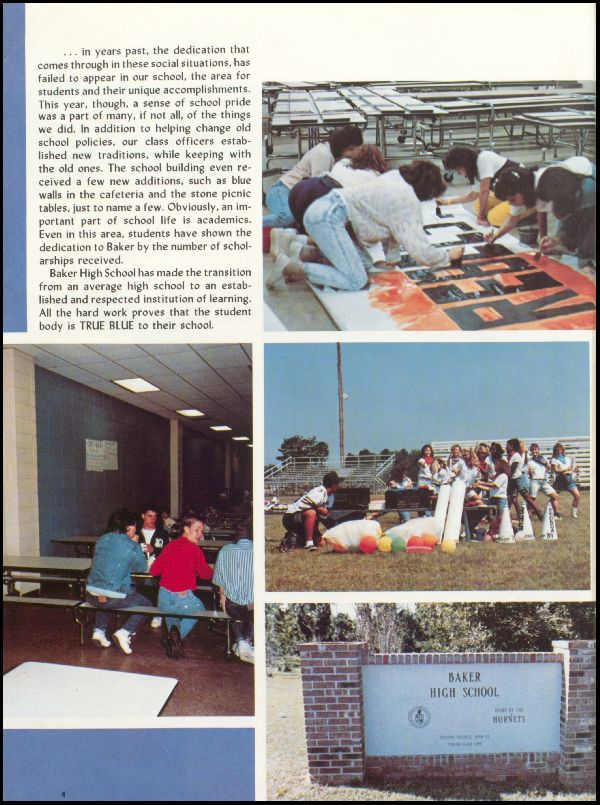 ... in years past, the dedication that
comes through in these social situations, has
failed to appear in our school, the area for
students and their unique accomplishments.
This year, though, a sense of school pride
was a part of many, if not all, of the things
we did. In addition to helping change old
school policies, our class officers estab-
lished new traditions, while keeping with
the old ones. The school building even re-
ceived a few new additions, such as blue
walls in the cafeteria and the stone picnic
tables, just to name a few. Obviously, an im-
portant part of school life is academics.
Even in this area, students have shown the
dedication to Baker by the number of schol-
arships received.
Baker High School has made the transition
from an average high school to an estab-
lished and respected institution of learning.
All the hard work proves that the student
body is TRUE BLUE to their school.
BAKER
HIGH SCHOOL
HOME OF THE
HORNETS
STUDENT COUNCIL
SENIOR CLASS
4